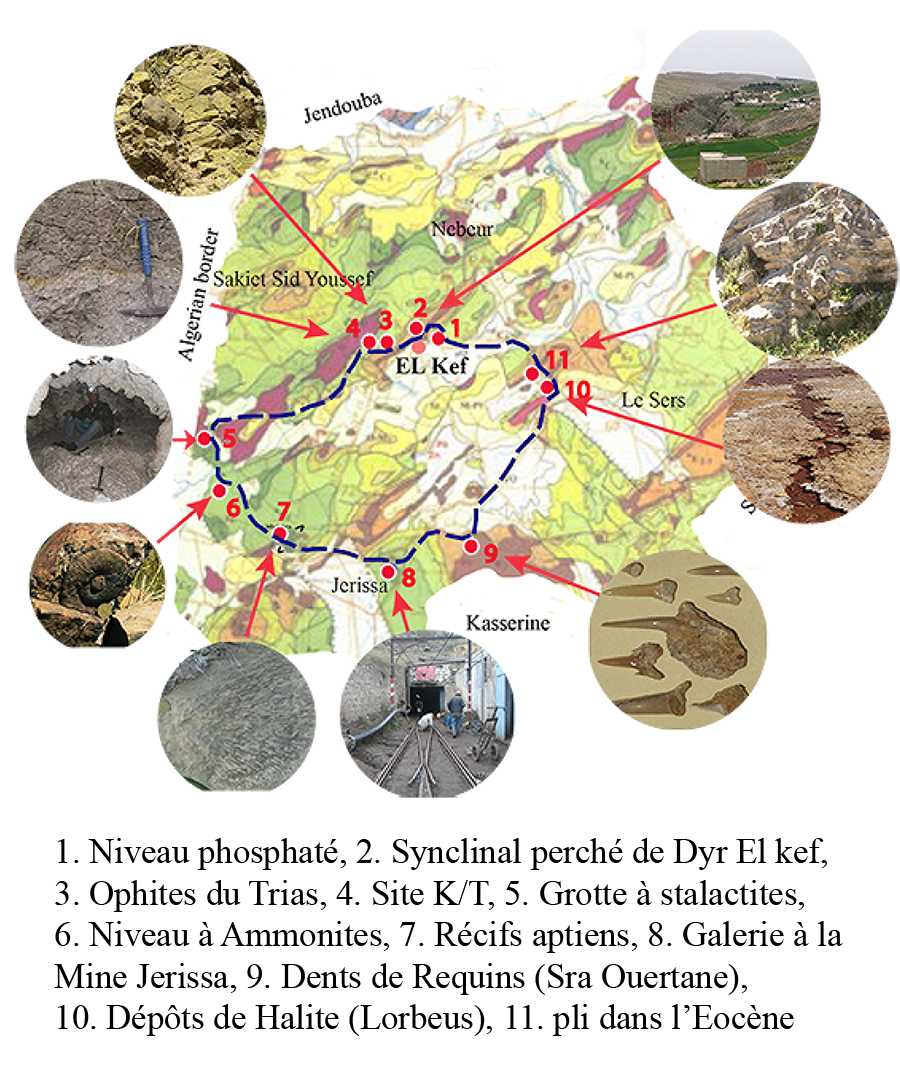 Jendouba
Nebeur
Algerian border
Sakiet Sid Youssef
2
4
3
1
EL Kef
11
10
Le Sers
5
S
6
7
9
8
Jerissa
Kasserine
1. Niveau phosphaté, 2. Synclinal perché de Dyr El kef,
3. Ophites du Trias, 4. Site K/T, 5. Grotte à stalactites,
6. Niveau à Ammonites, 7. Récifs aptiens, 8. Galerie à la
Mine Jerissa, 9. Dents de Requins (Sra Ouertane),
10. Dépôts de Halite (Lorbeus), 11. pli dans l’Eocène